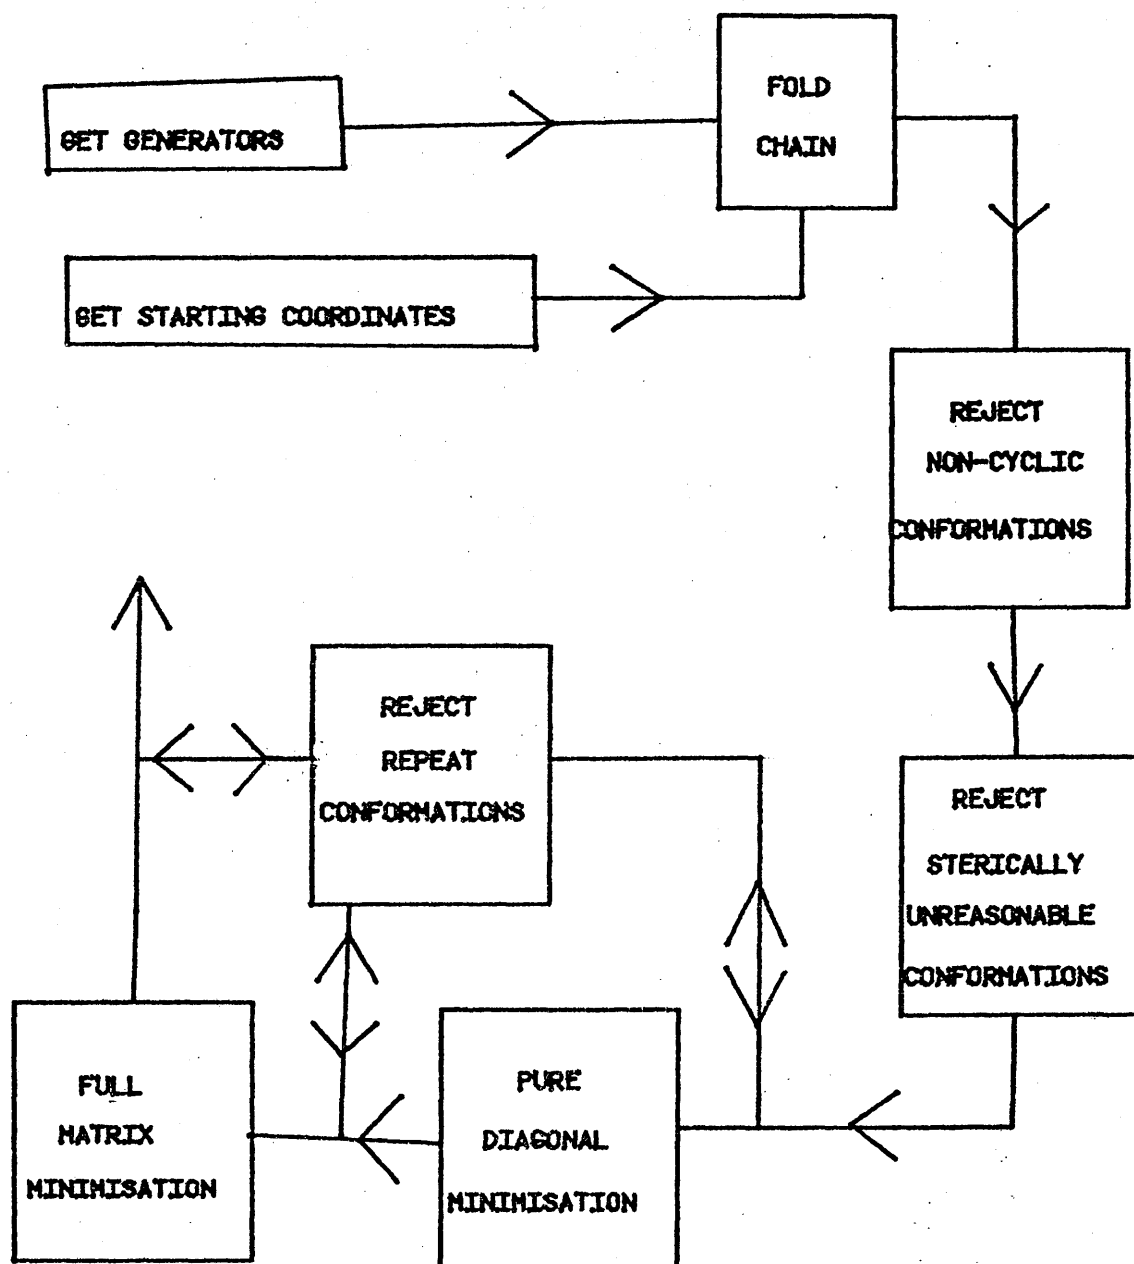 GET GENERATORS
FOLD
CHAIN
GET STARTING COORDINATES
REJECT
NON-CYCLIC
CONFORMATIONS
REJECT
STERICALLY
UNREASONABLE
CONFORMATIONS
REJECT
REPEAT
CONFORMATIONS
PURE
DIAGONAL
MINIMISATION
FULL
MATRIX
MINIMISATION